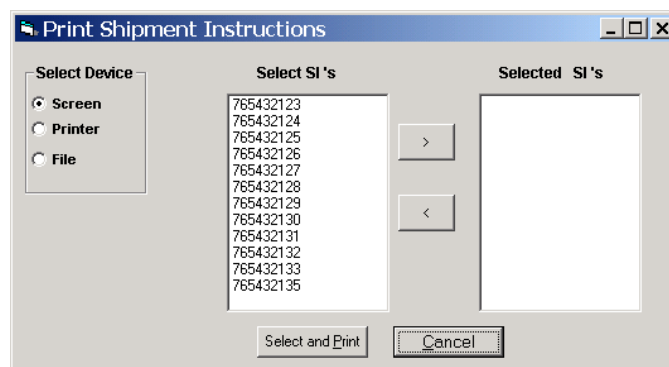 Print Shipment Instructions
Select Device
Screen
Printer
File
Select SI's
765432123
765432124
765432125
765432126
765432127
765432128
765432129
765432130
765432131
765432132
765432133
765432135
>
<
Selected SI's
Select and Print
Cancel